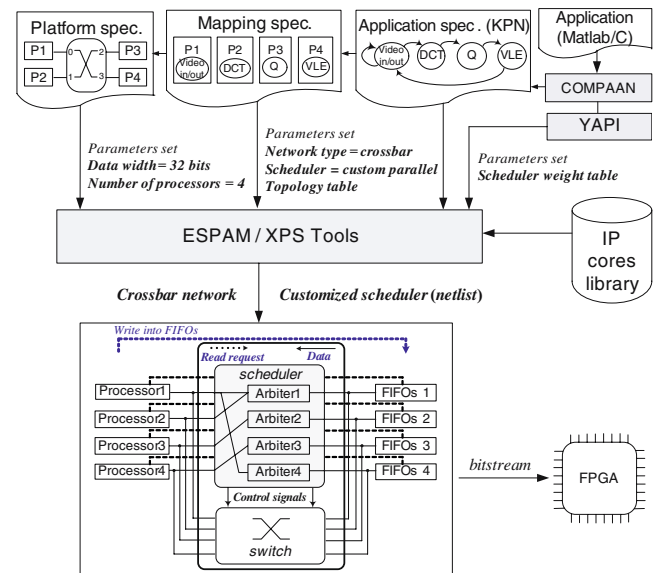 Platform spec.
P1
0
2
P3
P2
1
3
P4
Mapping spec.
P1
P2
P3
P4
Video
in/out
DCT
Q
VLE
Application spec. (KPN)
Video
in/out
DCT
Q
VLE
Application
(Matlab/C)
COMPAAN
YAPI
Parameters set
Data width= 32 bits
Number of processors = 4
Parameters set
Network type = crossbar
Scheduler = custom parallel
Topology table
Parameters set
Scheduler weight table
ESPAM / XPS Tools
IP
cores
library
Crossbar network
Customized scheduler (netlist)
Write into FIFOs
Read request
Data
scheduler
Processor1
Arbiter1
FIFOs 1
Processor2
Arbiter2
FIFOs 2
Processor3
Arbiter3
FIFOs 3
Processor4
Arbiter4
FIFOs 4
Control signals
switch
bitstream
FPGA